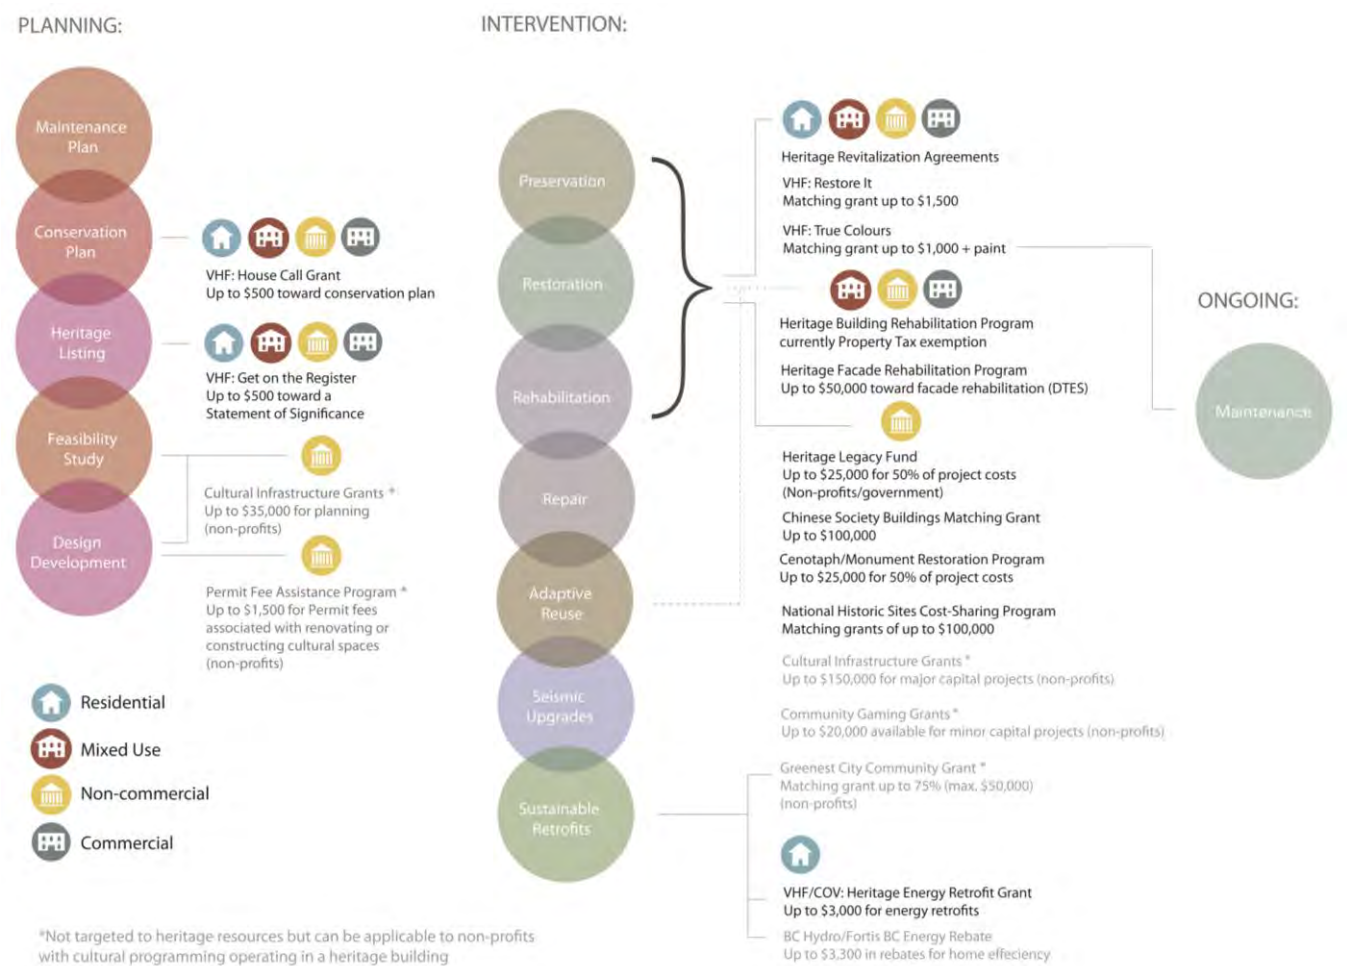 PLANNING:
Maintenance
Plan
Conservation
Plan
Heritage
Listing
Feasibility
Study
Design
Development
VHF: House Call Grant
Up to $500 toward conservation plan
VHF: Get on the Register
Up to $500 toward a
Statement of Significance
Cultural Infrastructure Grants *
Up to $35,000 for planning
(non-profits)
Permit Fee Assistance Program *
Up to $1,500 for Permit fees
associated with renovating or
constructing cultural spaces
(non-profits)
Residential
Mixed Use
Non-commercial
Commercial
*Not targeted to heritage resources but can be applicable to non-profits
with cultural programming operating in a heritage building
INTERVENTION:
Preservation
Restoration
Rehabilitation
Repair
Adaptive
Reuse
Seismic
Upgrades
Sustainable
Retrofits
Heritage Revitalization Agreements
VHF: Restore It
Matching grant up to $1,500
VHF: True Colours
Matching grant up to $1,000 + paint
Heritage Building Rehabilitation Program
currently Property Tax exemption
Heritage Facade Rehabilitation Program
Up to $50,000 toward facade rehabilitation (DTES)
Heritage Legacy Fund
Up to $25,000 for 50% of project costs
(Non-profits/government)
Chinese Society Buildings Matching Grant
Up to $100,000
Cenotaph/Monument Restoration Program
Up to $25,000 for 50% of project costs
National Historic Sites Cost-Sharing Program
Matching grants of up to $100,000
Cultural Infrastructure Grants *
Up to $150,000 for major capital projects (non-profits)
Community Gaming Grants *
Up to $20,000 available for minor capital projects (non-profits)
Greenest City Community Grant *
Matching grant up to 75% (max. $50,000)
(non-profits)
VHF/COV: Heritage Energy Retrofit Grant
Up to $3,000 for energy retrofits
BC Hydro/Fortis BC Energy Rebate
Up to $3,300 in rebates for home effeciency
ONGOING:
Maintenance